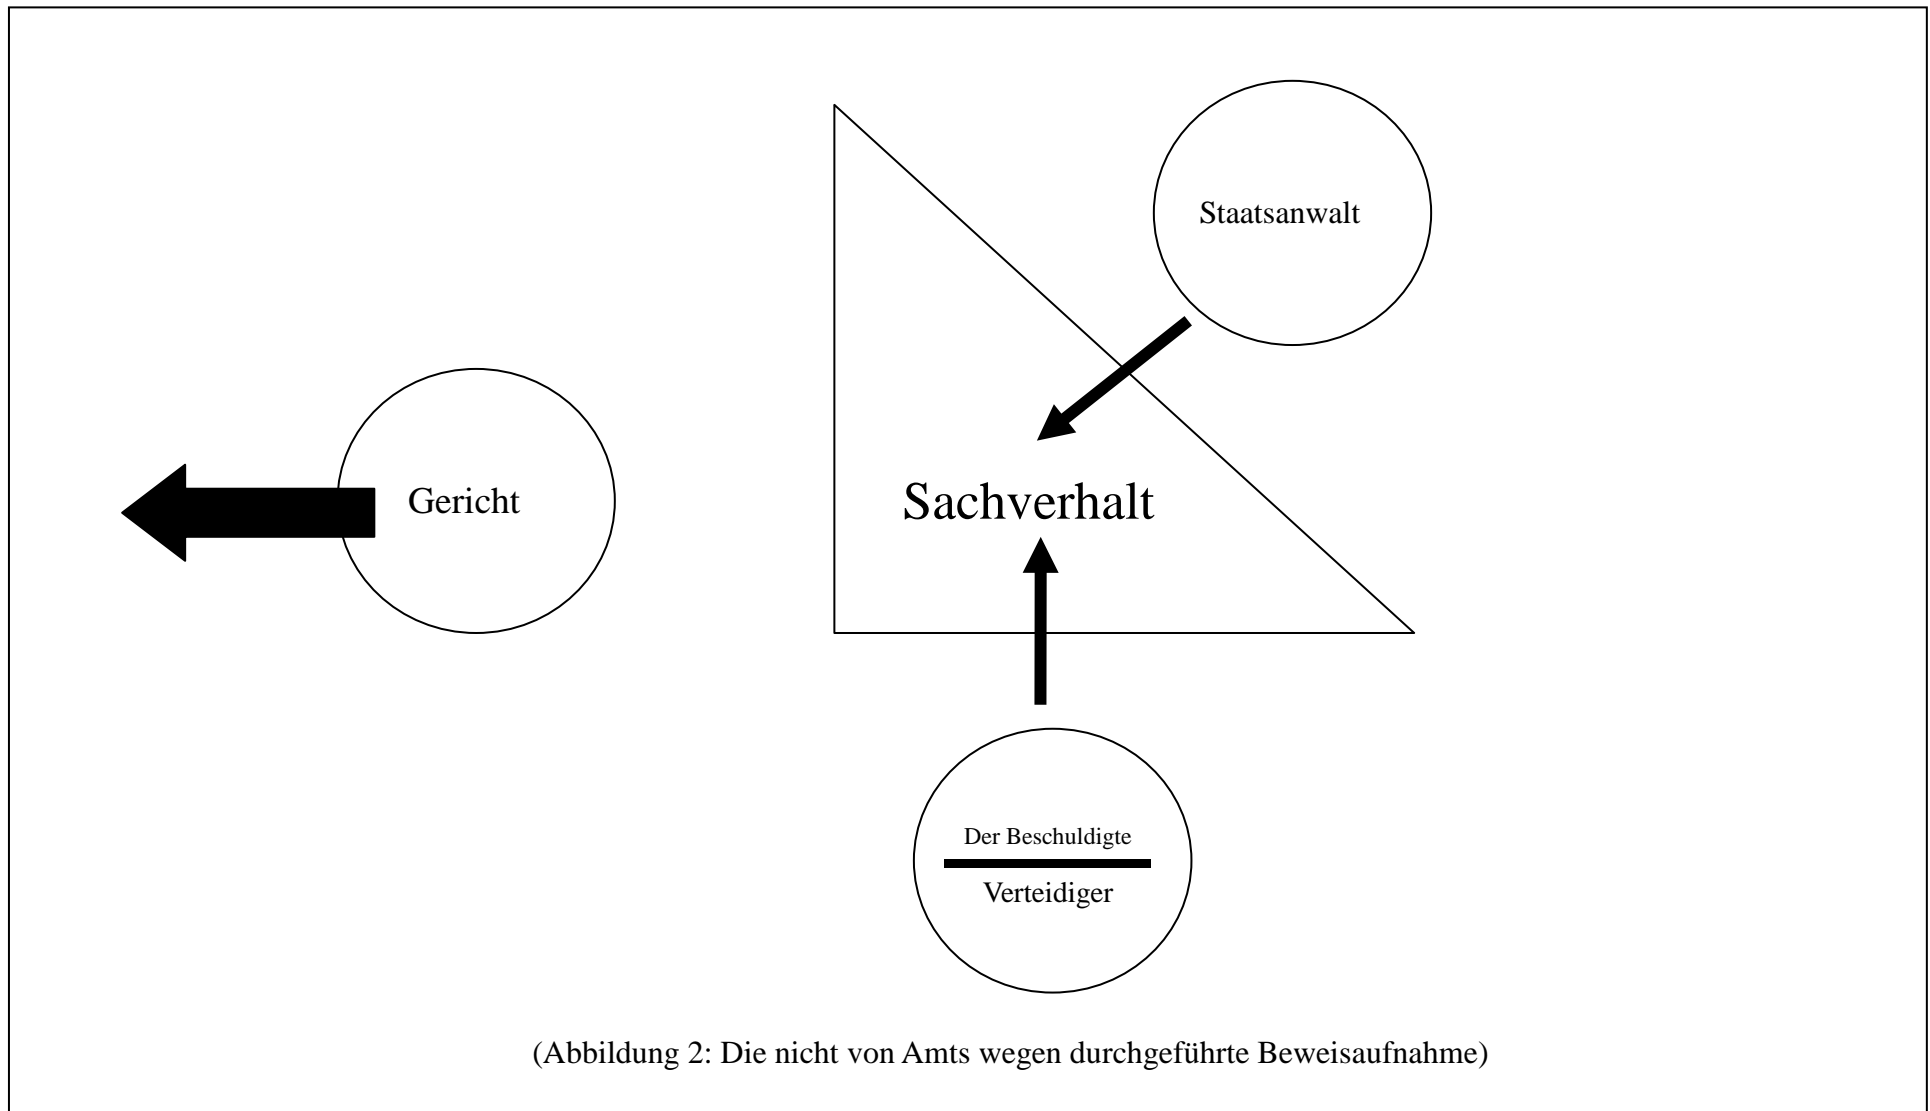 Staatsanwalt
Gericht
Sachverhalt
Der Beschuldigte
Verteidiger
(Abbildung 2: Die nicht von Amts wegen durchgeführte Beweisaufnahme)